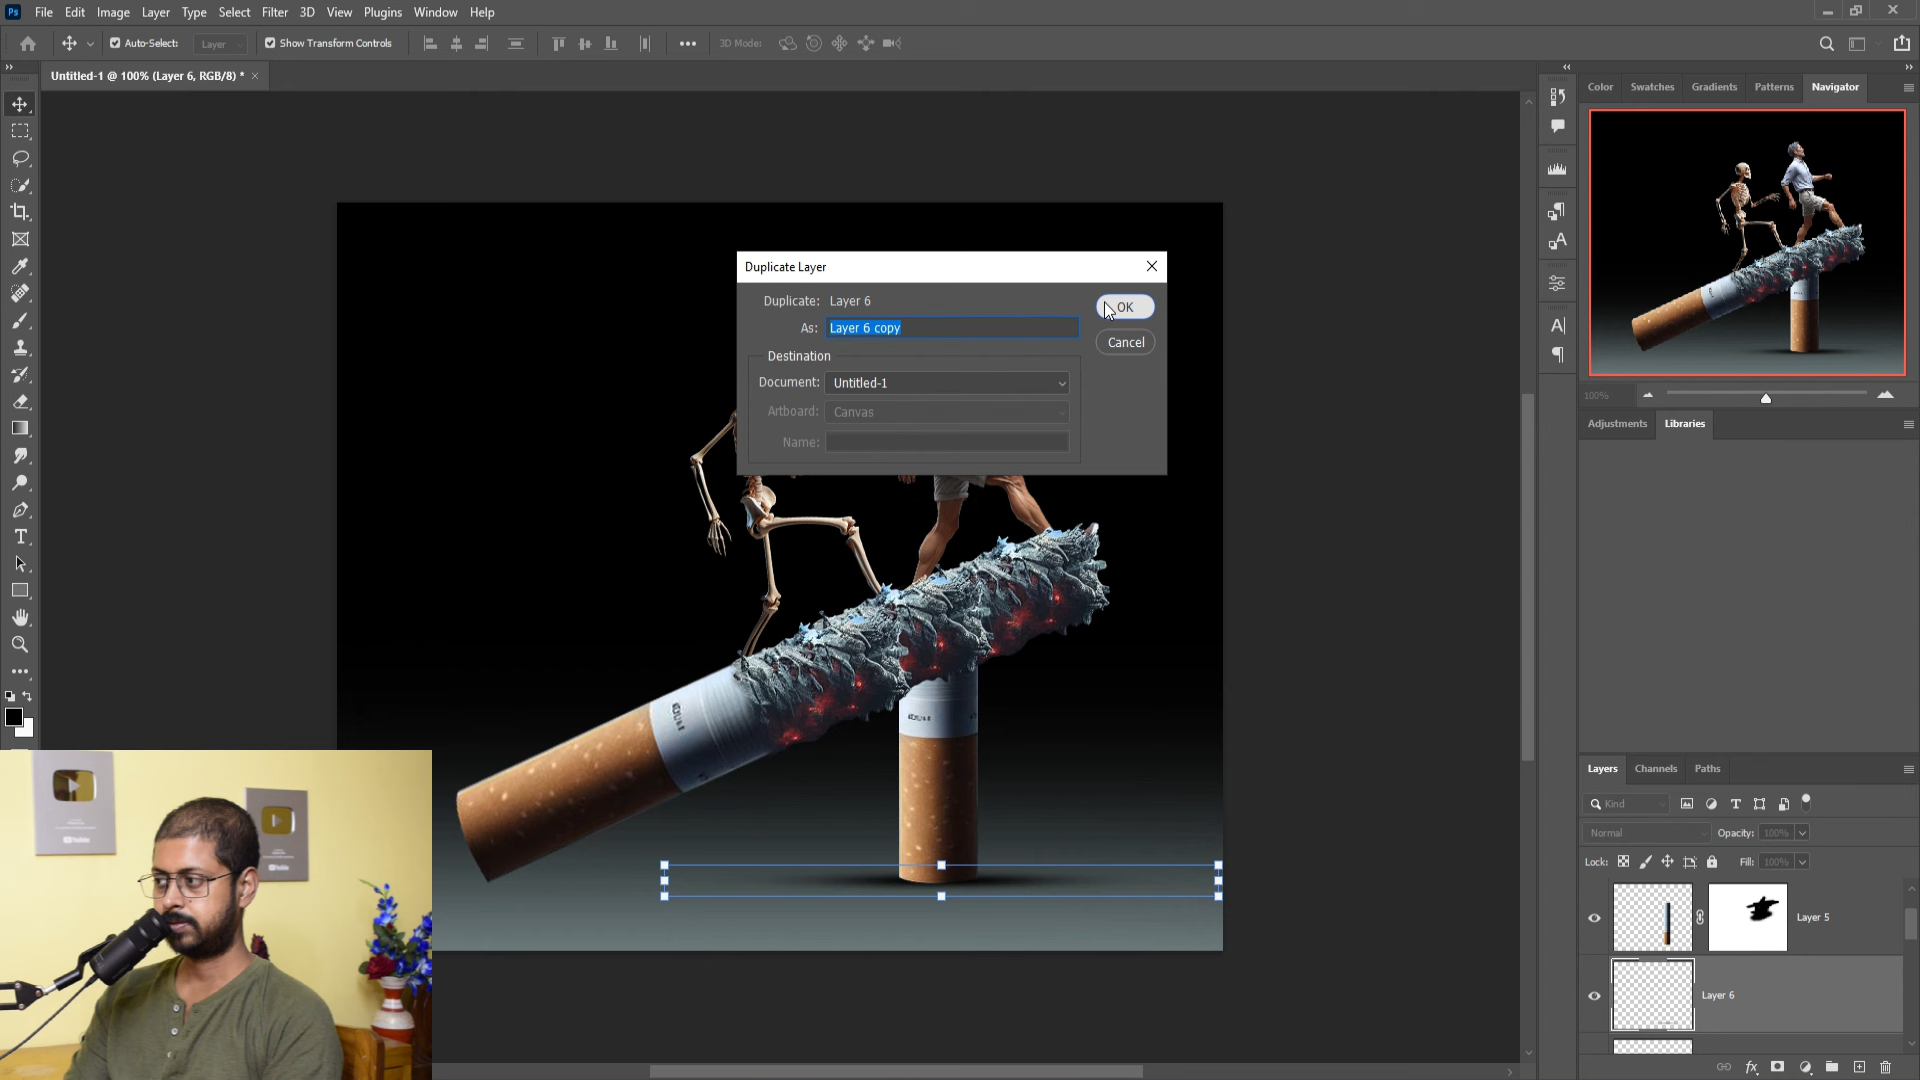 Ps File Edit Image Layer Type Select Filter 3D View Plugins Window Help
Auto-Select: Layer Show Transform Controls 3D Mode:
Untitled-1 @ 100% (Layer 6, RGB/8) *
Color Swatches Gradients Patterns Navigator
Duplicate Layer
Duplicate: Layer 6
As: Layer 6 copy
OK
Cancel
Destination
Document: Untitled-1
Artboard: Canvas
Name:
100%
Adjustments Libraries
Layers Channels Paths
Kind
Normal Opacity: 100%
Lock: Fill: 100%
Layer 5
Layer 6